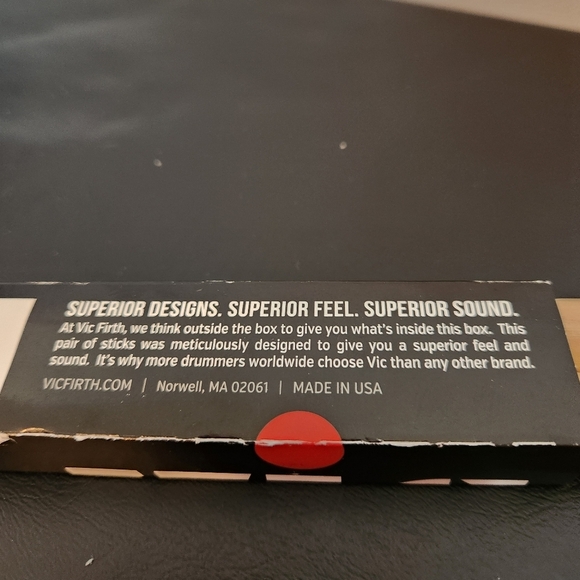 SUPERIOR DESIGNS. SUPERIOR FEEL. SUPERIOR SOUND.
At Vic Firth, we think outside the box to give you what's inside this box. This
pair of sticks was meticulously designed to give you a superior feel and
sound. It's why more drummers worldwide choose Vic than any other brand.
VICFIRTH.COM | Norwell, MA 02061 | MADE IN USA